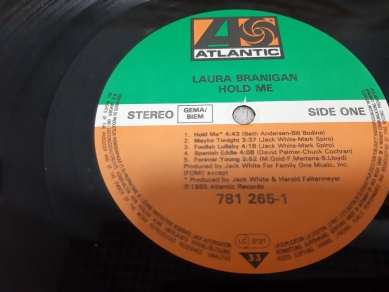 ATLANTIC
LAURA BRANIGAN
HOLD ME
STEREO
GEMA/
BIEM
SIDE ONE
1. Hold Me* 4:43 (Beth Andersen-Bill Bodine)
2. Maybe Tonight 3:37 (Jack White-Mark Spiro)
3. Foolish Lullaby 4:18 (Jack White-Mark Spiro)
4. Spanish Eddie 4:08 (David Palmer-Chuck Cochran)
5. Forever Young 3:52 (M.Gold-F.Mertens-B.Lloyd)
Produced by Jack White For Family One Music, Inc.
(FOMI) except
* Produced by Jack White & Harold Faltermeyer
℗1985 Atlantic Records
781 265-1
LC 0121
33